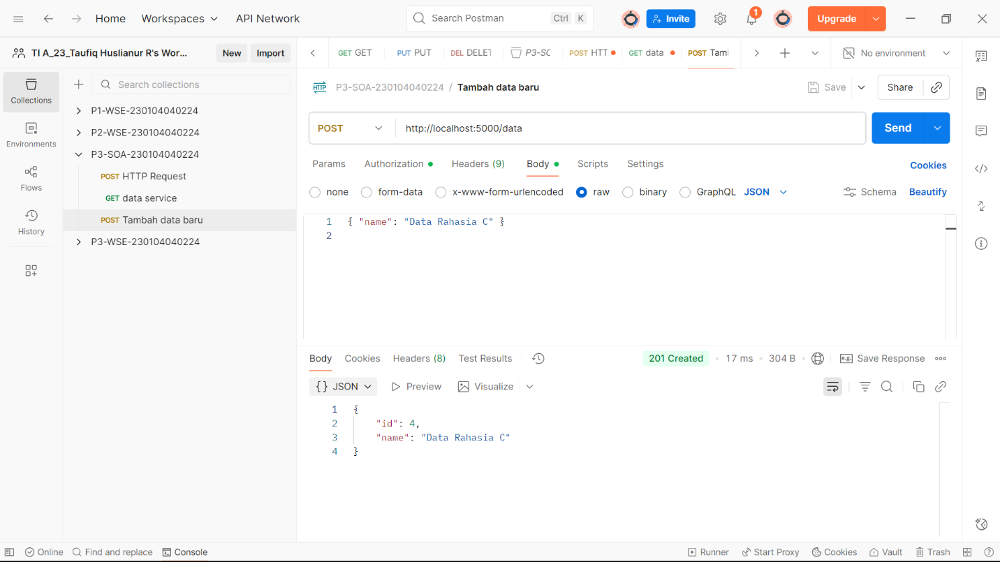 Home Workspaces API Network Search Postman Ctrl K Invite 1 Upgrade
TI A_23_Taufiq Huslianur R's Wor... New Import GET GET PUT PUT DEL DELET P3-SC POST HTT GET data POST Taml No environment
Collections
Environments
Flows
History
Search collections
P1-WSE-230104040224
P2-WSE-230104040224
P3-SOA-230104040224
POST HTTP Request
GET data service
POST Tambah data baru
P3-WSE-230104040224
HTTP P3-SOA-230104040224 / Tambah data baru Save Share
POST http://localhost:5000/data Send
Params Authorization Headers (9) Body Scripts Settings Cookies
none form-data x-www-form-urlencoded raw binary GraphQL JSON Schema Beautify
1 { "name": "Data Rahasia C" }
2
Body Cookies Headers (8) Test Results 201 Created 17 ms 304 B e.g. Save Response
{} JSON Preview Visualize
1 {
2 "id": 4,
3 "name": "Data Rahasia C"
4 }
Online Find and replace Console Runner Start Proxy Cookies Vault Trash